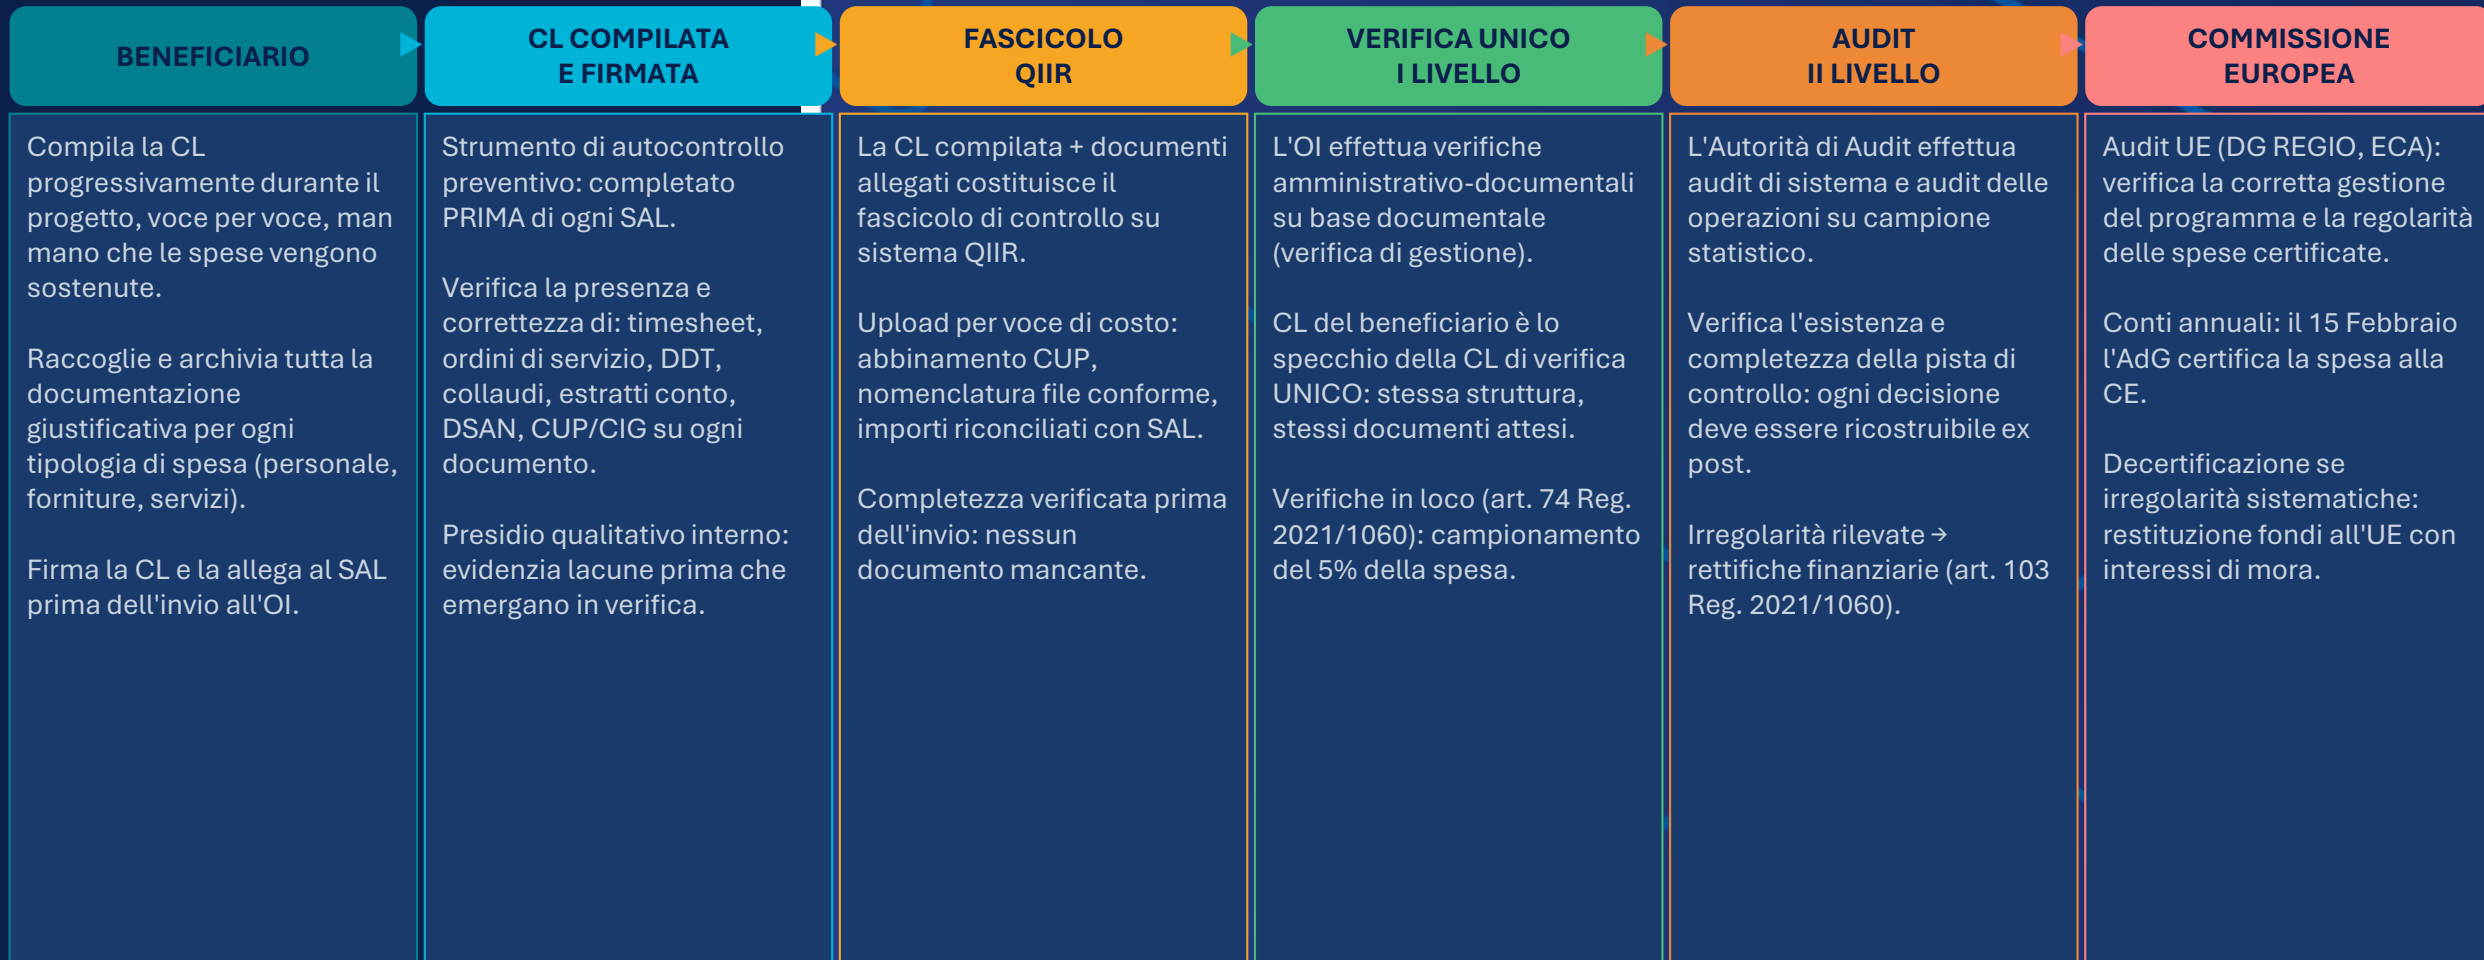 BENEFICIARIO
Compila la CL
progressivamente durante il
progetto, voce per voce, man
mano che le spese vengono
sostenute.
Raccoglie e archivia tutta la
documentazione
giustificativa per ogni
tipologia di spesa (personale,
forniture, servizi).
Firma la CL e la allega al SAL
prima dell'invio all'OI.
CL COMPILATA
E FIRMATA
Strumento di autocontrollo
preventivo: completato
PRIMA di ogni SAL.
Verifica la presenza e
correttezza di: timesheet,
ordini di servizio, DDT,
collaudi, estratti conto,
DSAN, CUP/CIG su ogni
documento.
Presidio qualitativo interno:
evidenzia lacune prima che
emergano in verifica.
FASCICOLO
QIIR
La CL compilata + documenti
allegati costituisce il
fascicolo di controllo su
sistema QIIR.
Upload per voce di costo:
abbinamento CUP,
nomenclatura file conforme,
importi riconciliati con SAL.
Completezza verificata prima
dell'invio: nessun
documento mancante.
VERIFICA UNICO
I LIVELLO
L'OI effettua verifiche
amministrativo-documentali
su base documentale
(verifica di gestione).
CL del beneficiario è lo
specchio della CL di verifica
UNICO: stessa struttura,
stessi documenti attesi.
Verifiche in loco (art. 74 Reg.
2021/1060): campionamento
del 5% della spesa.
AUDIT
II LIVELLO
L'Autorità di Audit effettua
audit di sistema e audit delle
operazioni su campione
statistico.
Verifica l'esistenza e
completezza della pista di
controllo: ogni decisione
deve essere ricostruibile ex
post.
Irregolarità rilevate →
rettifiche finanziarie (art. 103
Reg. 2021/1060).
COMMISSIONE
EUROPEA
Audit UE (DG REGIO, ECA):
verifica la corretta gestione
del programma e la regolarità
delle spese certificate.
Conti annuali: il 15 Febbraio
l'AdG certifica la spesa alla
CE.
Decertificazione se
irregolarità sistematiche:
restituzione fondi all'UE con
interessi di mora.